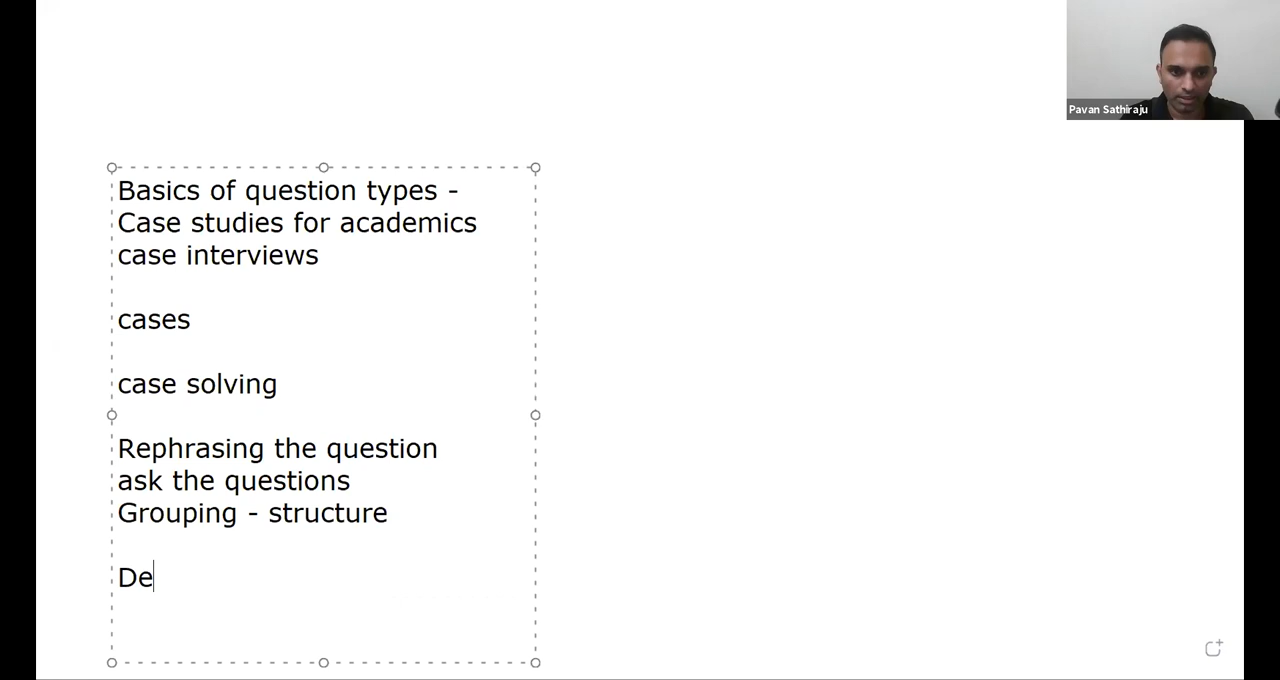 Pavan Sathiraju
Basics of question types -
Case studies for academics
case interviews
cases
case solving
Rephrasing the question
ask the questions
Grouping - structure
De